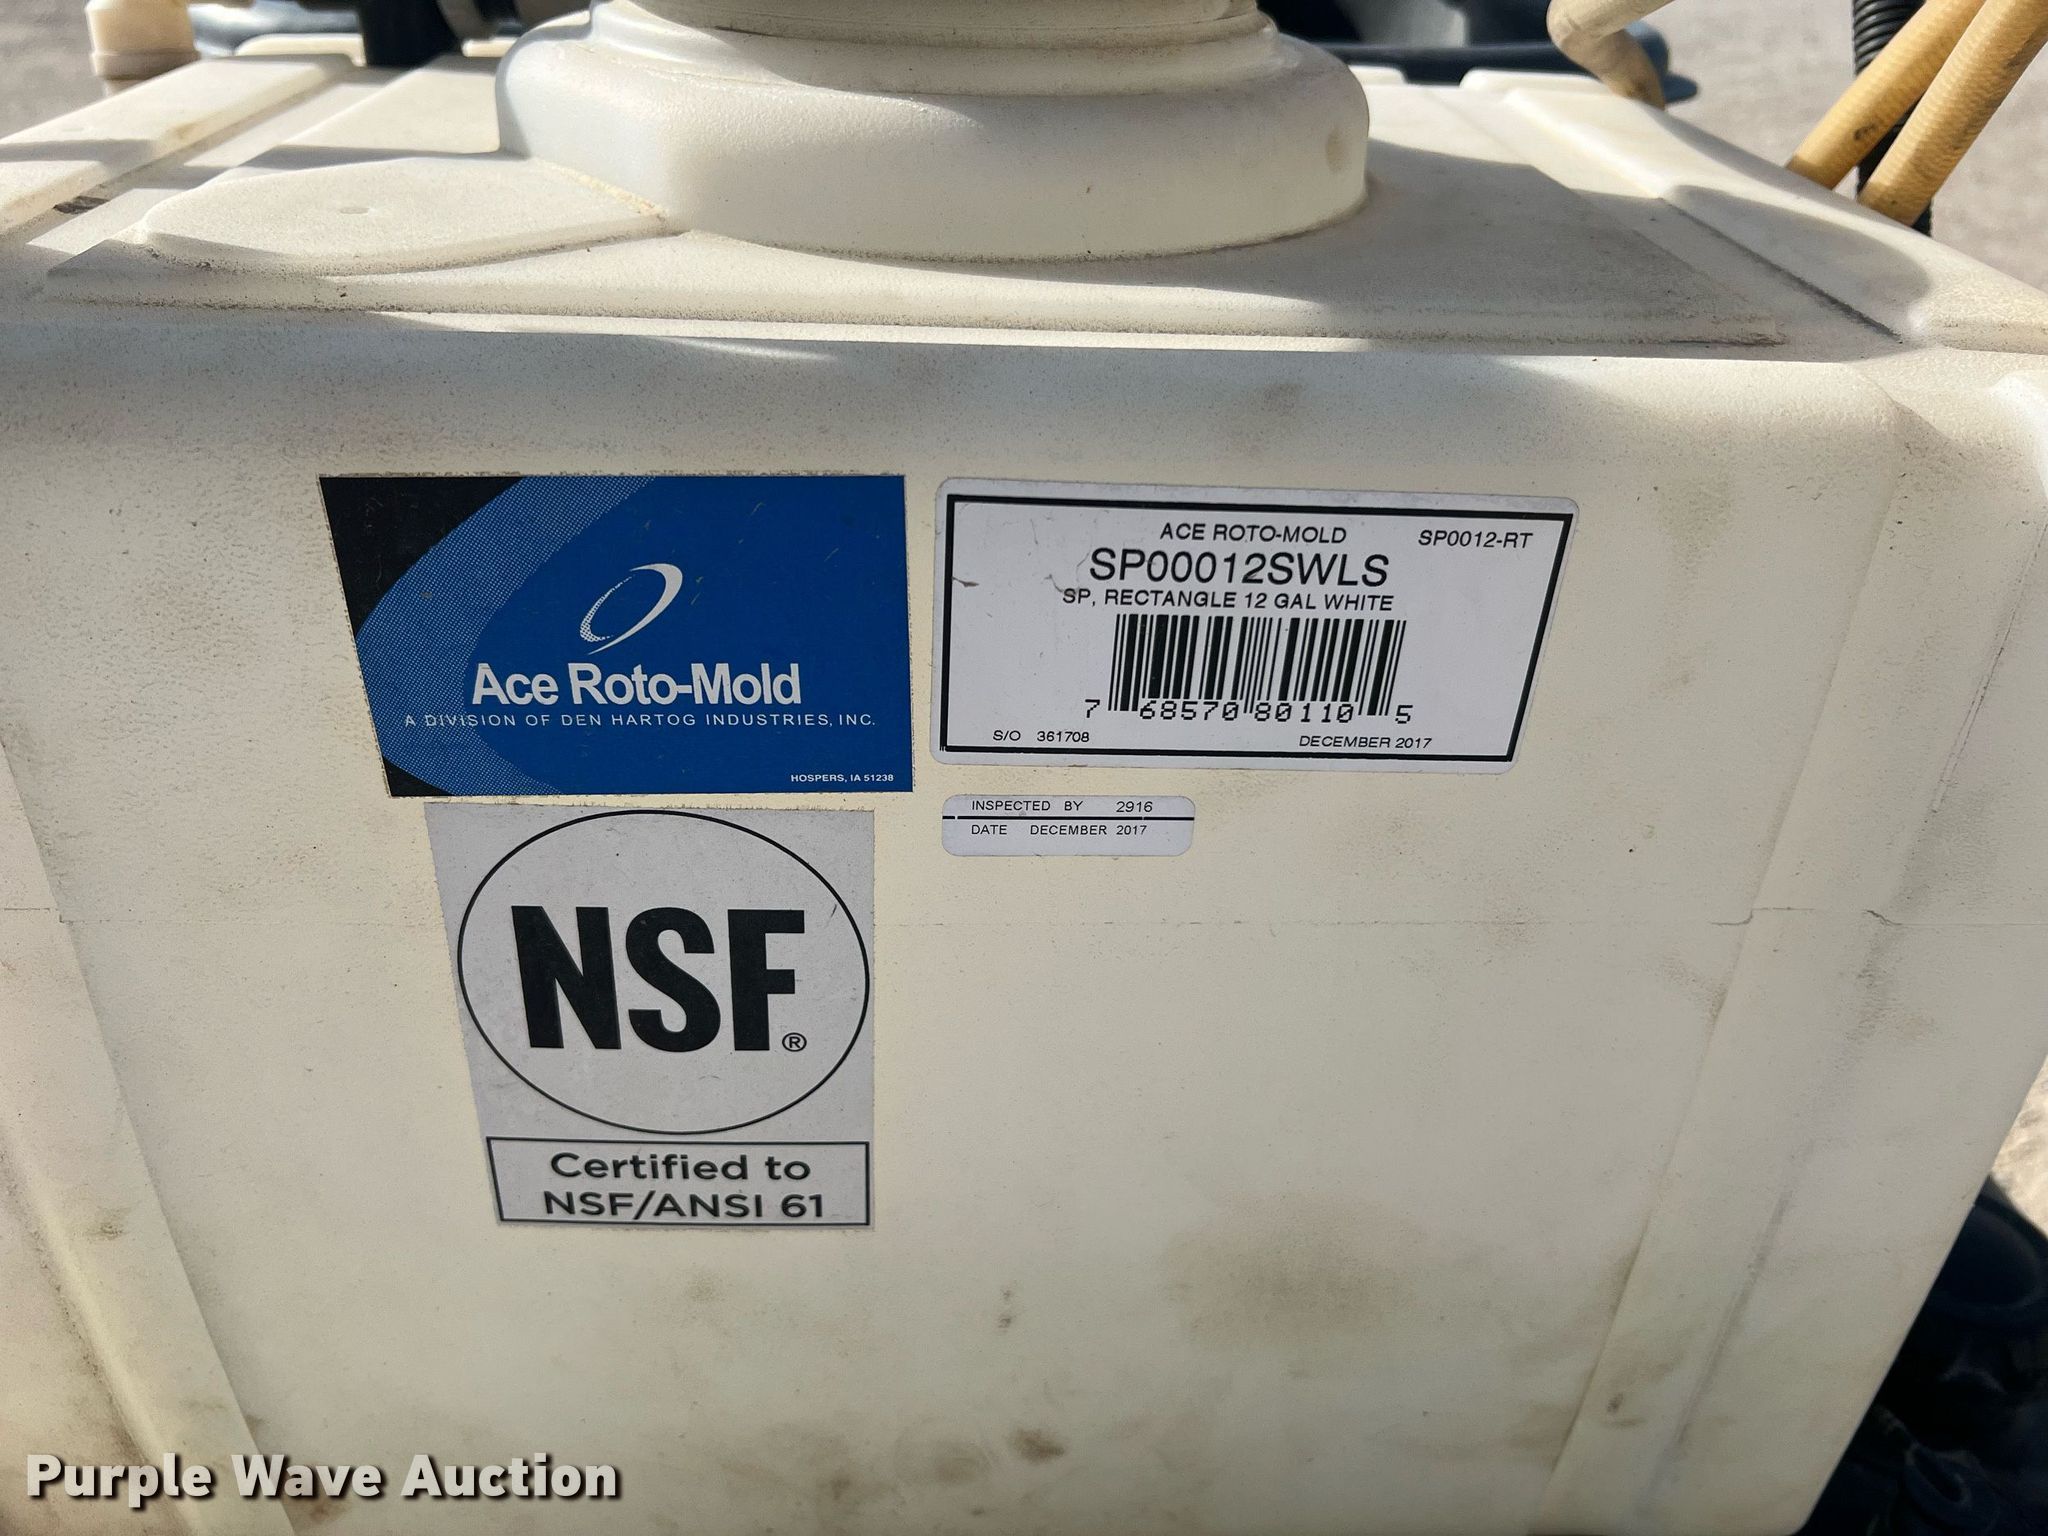 Ace Roto-Mold
A DIVISION OF DEN HARTOG INDUSTRIES, INC.
HOSPERS, IA 51238
ACE ROTO-MOLD
SP0012-RT
SP00012SWLS
SP, RECTANGLE 12 GAL WHITE
7 68570 80110 5
S/O 361708
DECEMBER 2017
INSPECTED BY 2916
DATE DECEMBER 2017
NSF®
Certified to
NSF/ANSI 61
Purple Wave Auction